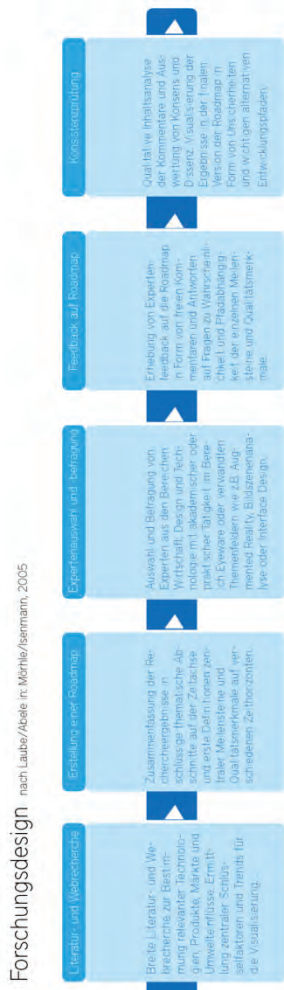 Forschungsdesign nach Laube/Abele in: Möhrle/Isenmann, 2005
Literatur- und Webrecherche
Breite Literatur- und We-
brecherche zur Bestim-
mung relevanter Technolo-
gien, Produkte, Märkte und
Umwelteinflüsse. Ermitt-
lung zentraler Schlüs-
selfaktoren und Trends für
die Visualisierung.
Erstellung einer Roadmap
Zusammenfassung der Re-
chercheergebnisse in
schlüssige thematische Ab-
schnitte auf der Zeitachse
und erste Definitionen zen-
traler Meilensteine und
Qualitätsmerkmale auf ver-
schiedenen Zeithorizonten.
Expertenauswahl und -befragung
Auswahl und Befragung von
Experten aus den Bereichen
Wirtschaft, Design und Tech-
nologie mit akademischer oder
praktischer Tätigkeit im Bere-
ich Eyeware oder verwandten
Themenfeldern wie z.B. Aug
mented Reality, Bildszenenana-
lyse oder Interface Design.
Feedback auf Roadmap
Erhebung von Experten-
feedback auf die Roadmap
in Form von freien Kom-
mentaren und Antworten
auf Fragen zu Wahrscheinli-
chkeit und Pfadabhängig-
keit der einzelnen Meilen-
steine und Qualitätsmerk-
male.
Konsistenzprüfung
Qualitative Inhaltsanalyse
der Kommentare und Aus-
wertung von Konsens und
Dissenz. Visualisierung der
Ergebnisse in der finalen
Version der Roadmap in
Form von Unsicherheiten
und wichtigen alternativen
Entwicklungspfaden.